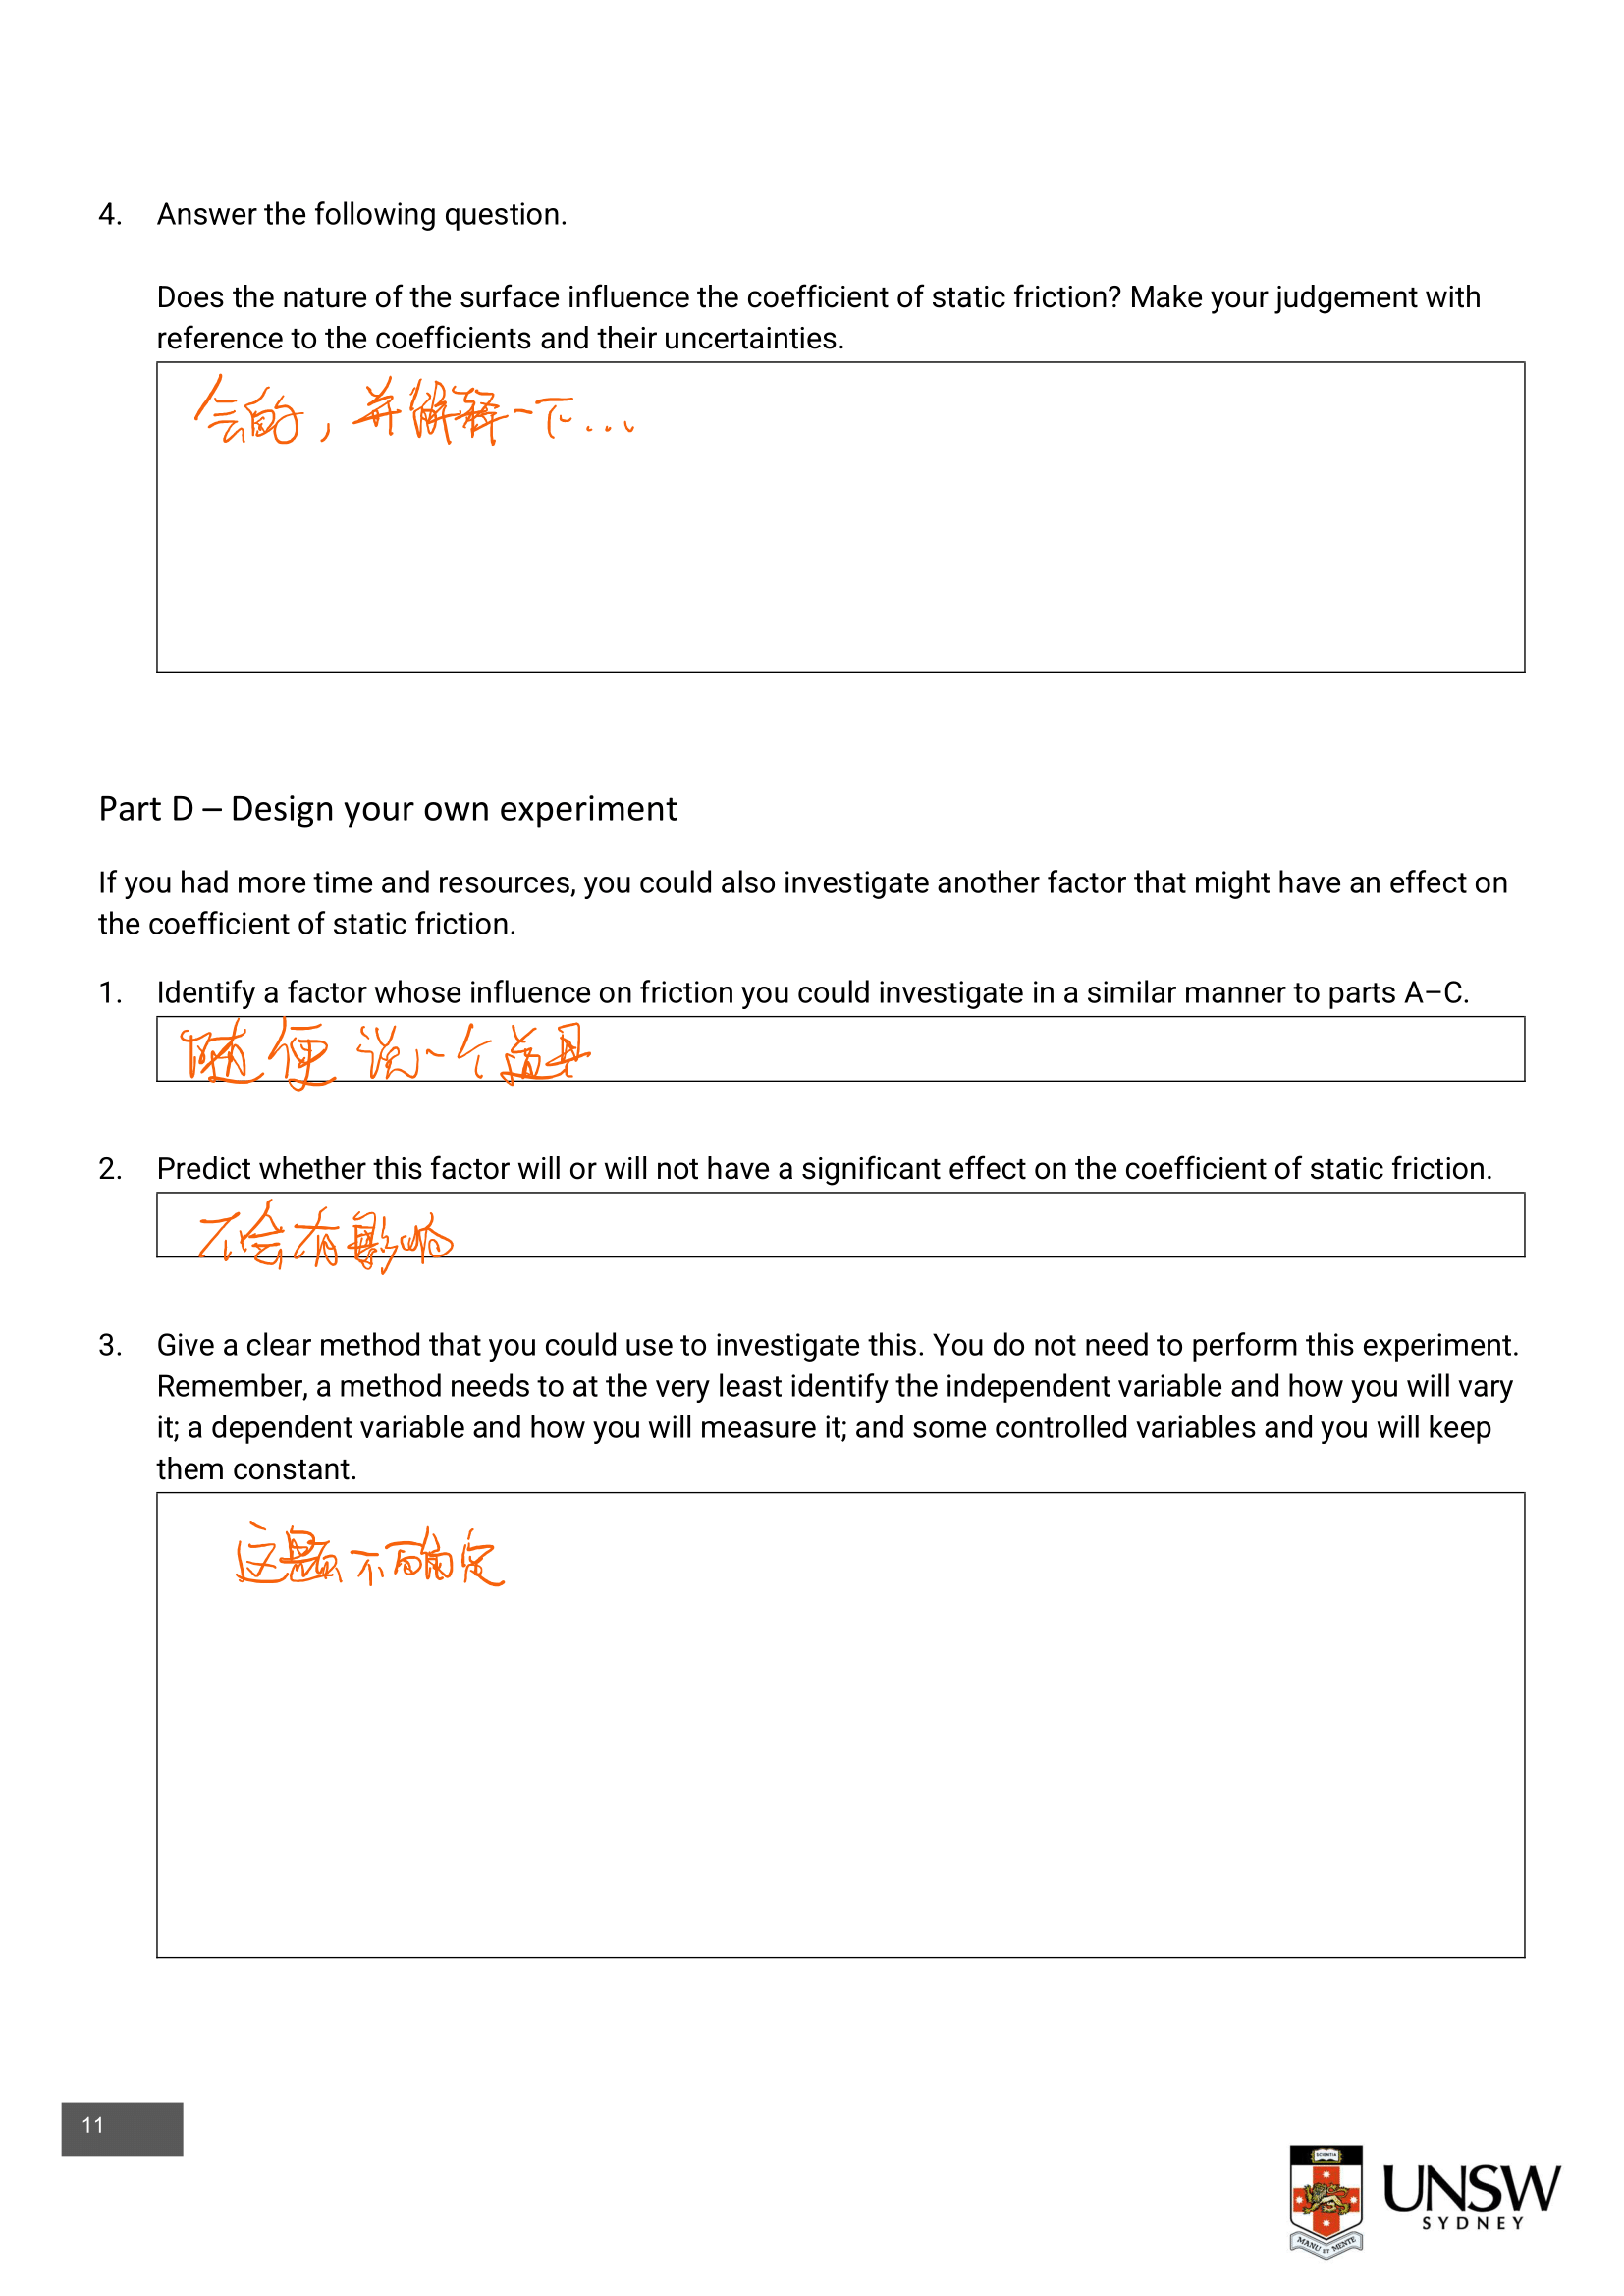 4. Answer the following question.
Does the nature of the surface influence the coefficient of static friction? Make your judgement with
reference to the coefficients and their uncertainties.
会的，并解释一下...
Part D – Design your own experiment
If you had more time and resources, you could also investigate another factor that might have an effect on
the coefficient of static friction.
1. Identify a factor whose influence on friction you could investigate in a similar manner to parts A–C.
随便说一个道具
2. Predict whether this factor will or will not have a significant effect on the coefficient of static friction.
不会有影响
3. Give a clear method that you could use to investigate this. You do not need to perform this experiment.
Remember, a method needs to at the very least identify the independent variable and how you will vary
it; a dependent variable and how you will measure it; and some controlled variables and you will keep
them constant.
这题不确定
11
SCIENTIA
MANU ET MENTE
UNSW
SYDNEY